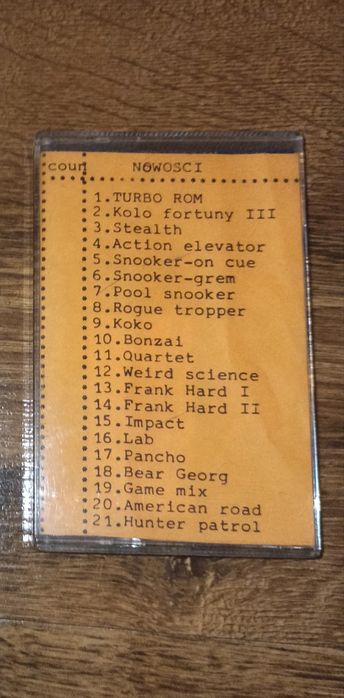 coun NOWOSCI
1.TURBO ROM
2.Kolo fortuny III
3.Stealth
4.Action elevator
5.Snooker-on cue
6.Snooker-grem
7.Pool snooker
8.Rogue tropper
9.Koko
10.Bonzai
11.Quartet
12.Weird science
13.Frank Hard I
14.Frank Hard II
15.Impact
16.Lab
17.Pancho
18.Bear Georg
19.Game mix
20.American road
21.Hunter patrol